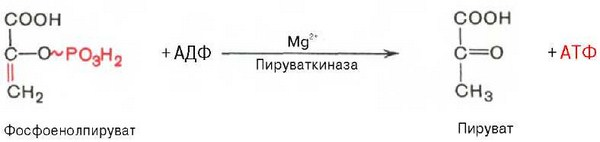 COOH
C—O~PO₃H₂ + АДФ
CH₂
Фосфоенолпируват
Mg²⁺
Пируваткиназа
COOH
C=O + АТФ
CH₃
Пируват